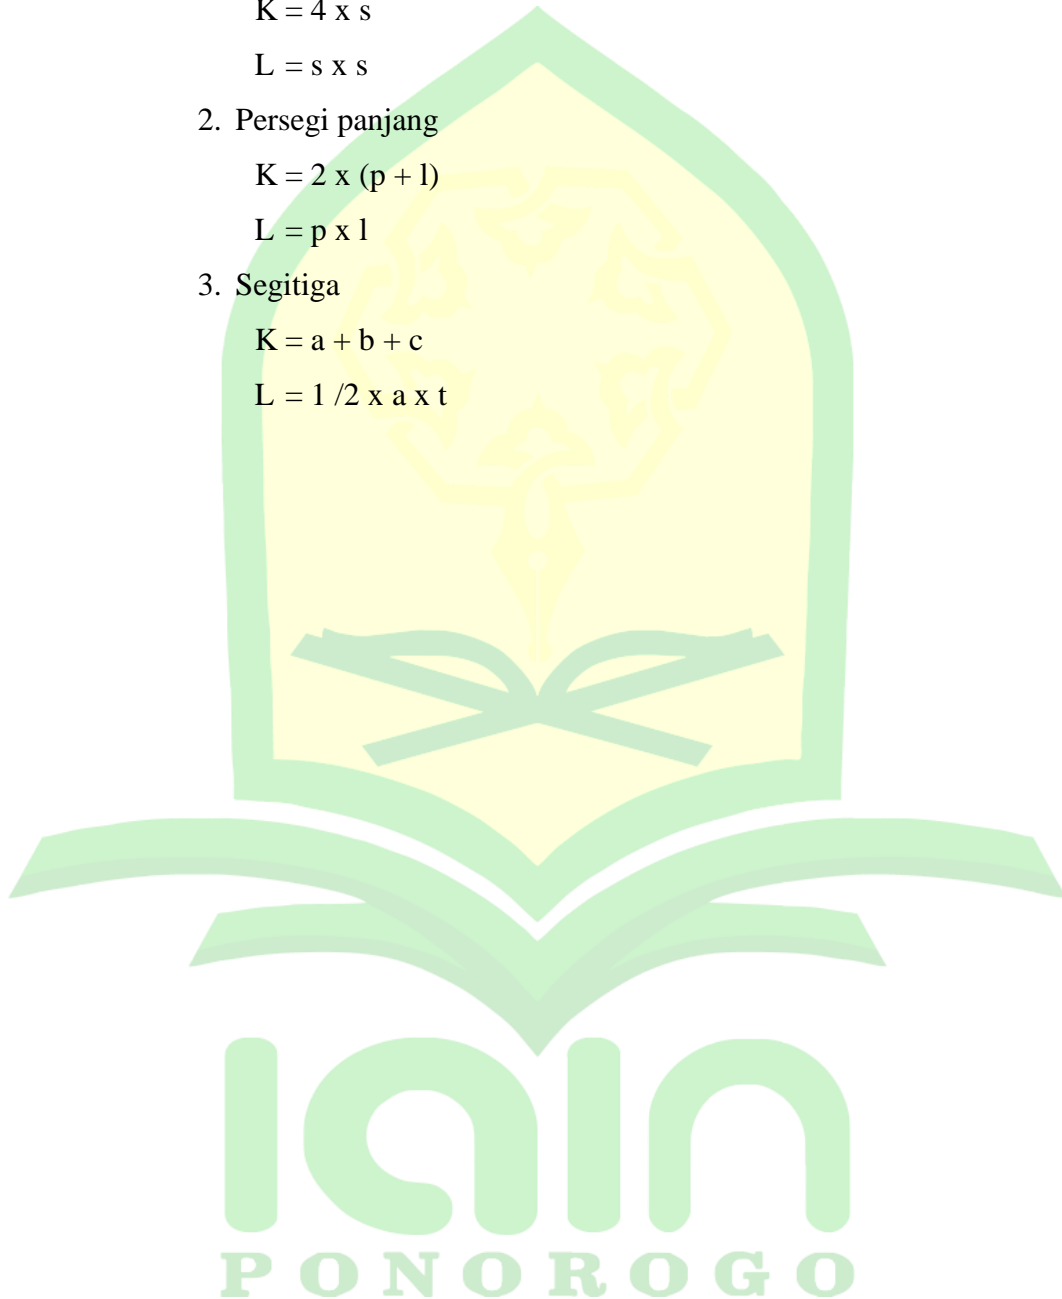 K = 4 x s
L = s x s
2. Persegi panjang
K = 2 x (p + l)
L = p x l
3. Segitiga
K = a + b + c
L = 1 /2 x a x t
iain
PONOROGO